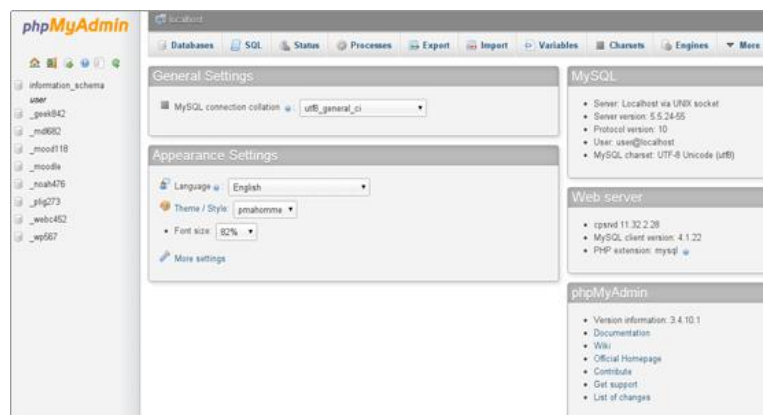 phpMyAdmin
localhost
Databases SQL Status Processes Export Import Variables Charsets Engines More
information_schema
user
_geek842
_md682
_mood118
_moodle
_noah476
_plig273
_webc452
_wp567
General Settings
MySQL connection collation : utf8_general_ci
Appearance Settings
Language : English
Theme / Style: pmahomme
Font size: 82%
More settings
MySQL
Server: Localhost via UNIX socket
Server version: 5.5.24-55
Protocol version: 10
User: user@localhost
MySQL charset: UTF-8 Unicode (utf8)
Web server
cpsrvd 11.32.2.28
MySQL client version: 4.1.22
PHP extension: mysql
phpMyAdmin
Version information: 3.4.10.1
Documentation
Wiki
Official Homepage
Contribute
Get support
List of changes